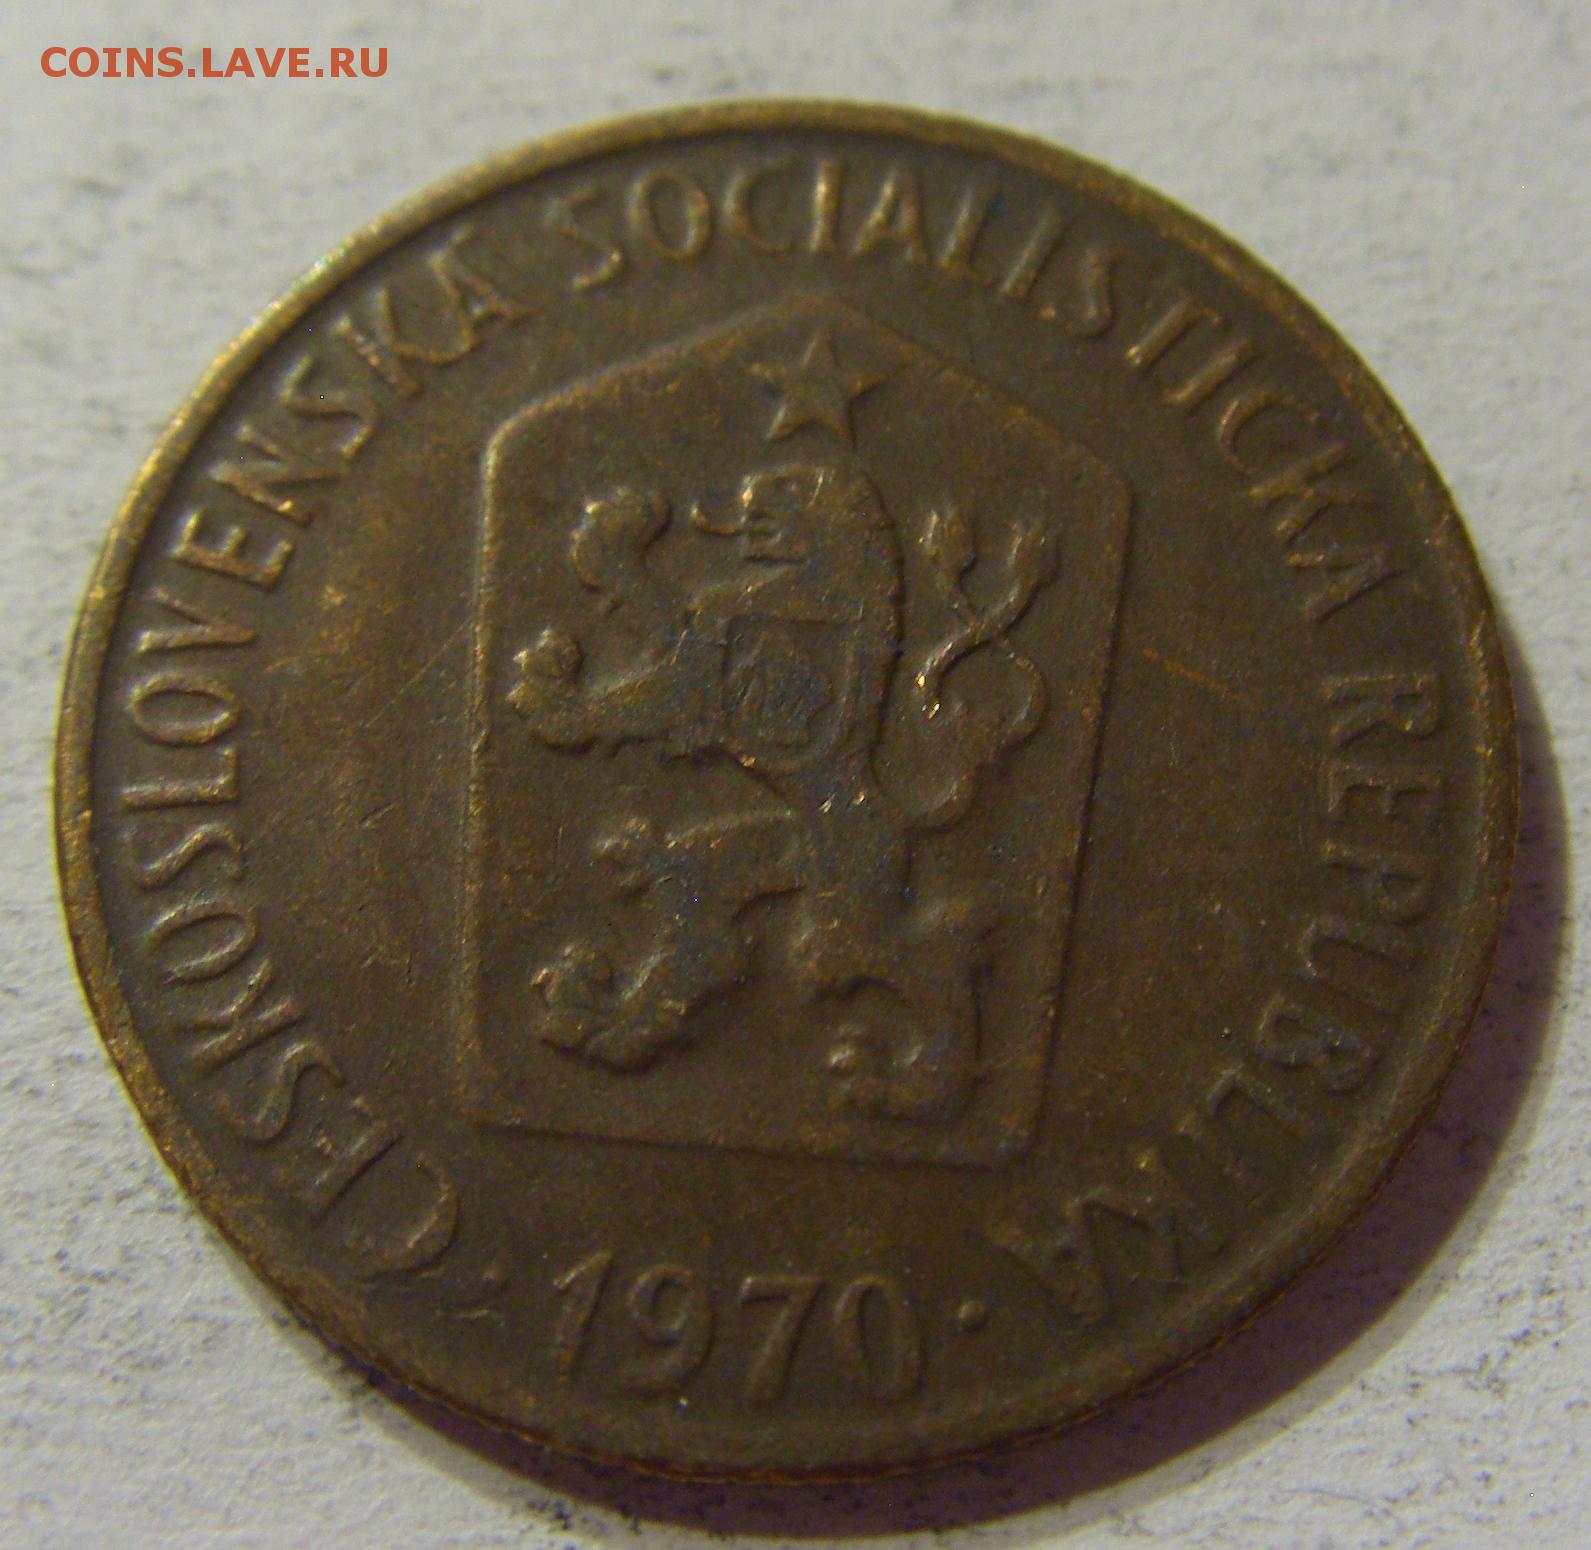 COINS.LAVE.RU
ČESKOSLOVENSKÁ SOCIALISTICKÁ REPUBLIKA
· 1970 ·